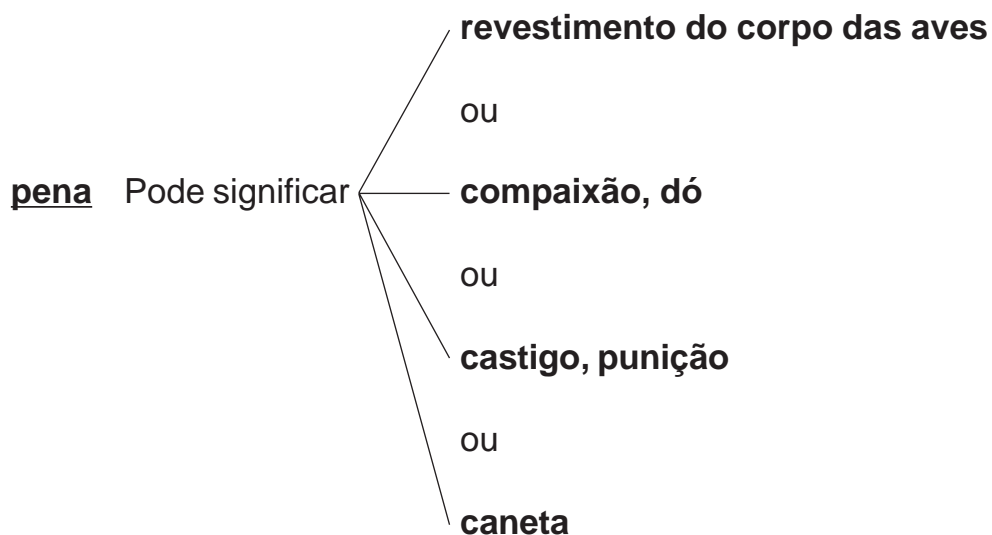 revestimento do corpo das aves
ou
pena Pode significar compaixão, dó
ou
castigo, punição
ou
caneta